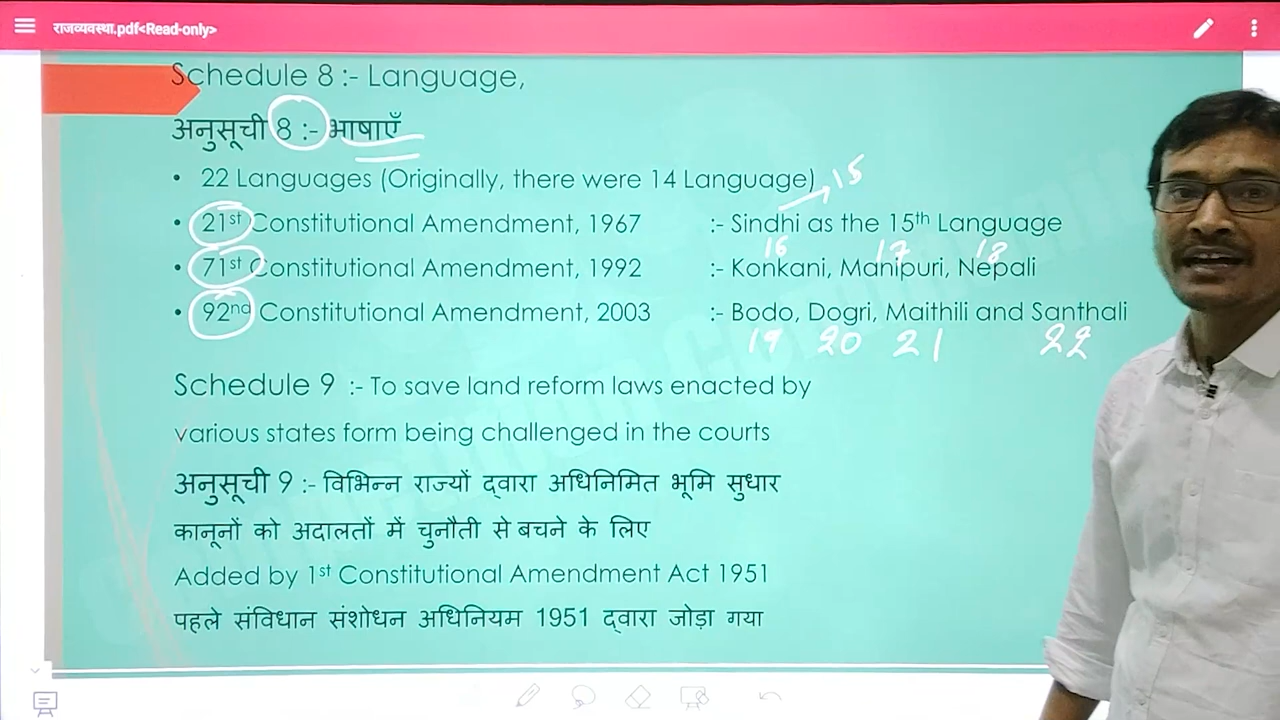 राजव्यवस्था.pdf<Read-only>
Schedule 8 :- Language,
अनुसूची 8 :- भाषाएँ
• 22 Languages (Originally, there were 14 Language) 15
• 21st Constitutional Amendment, 1967 :- Sindhi as the 15th Language
16 17 18
• 71st Constitutional Amendment, 1992 :- Konkani, Manipuri, Nepali
• 92nd Constitutional Amendment, 2003 :- Bodo, Dogri, Maithili and Santhali
19 20 21 22
Schedule 9 :- To save land reform laws enacted by
various states form being challenged in the courts
अनुसूची 9 :- विभिन्न राज्यों द्वारा अधिनिमित भूमि सुधार
कानूनों को अदालतों में चुनौती से बचने के लिए
Added by 1st Constitutional Amendment Act 1951
पहले संविधान संशोधन अधिनियम 1951 द्वारा जोड़ा गया